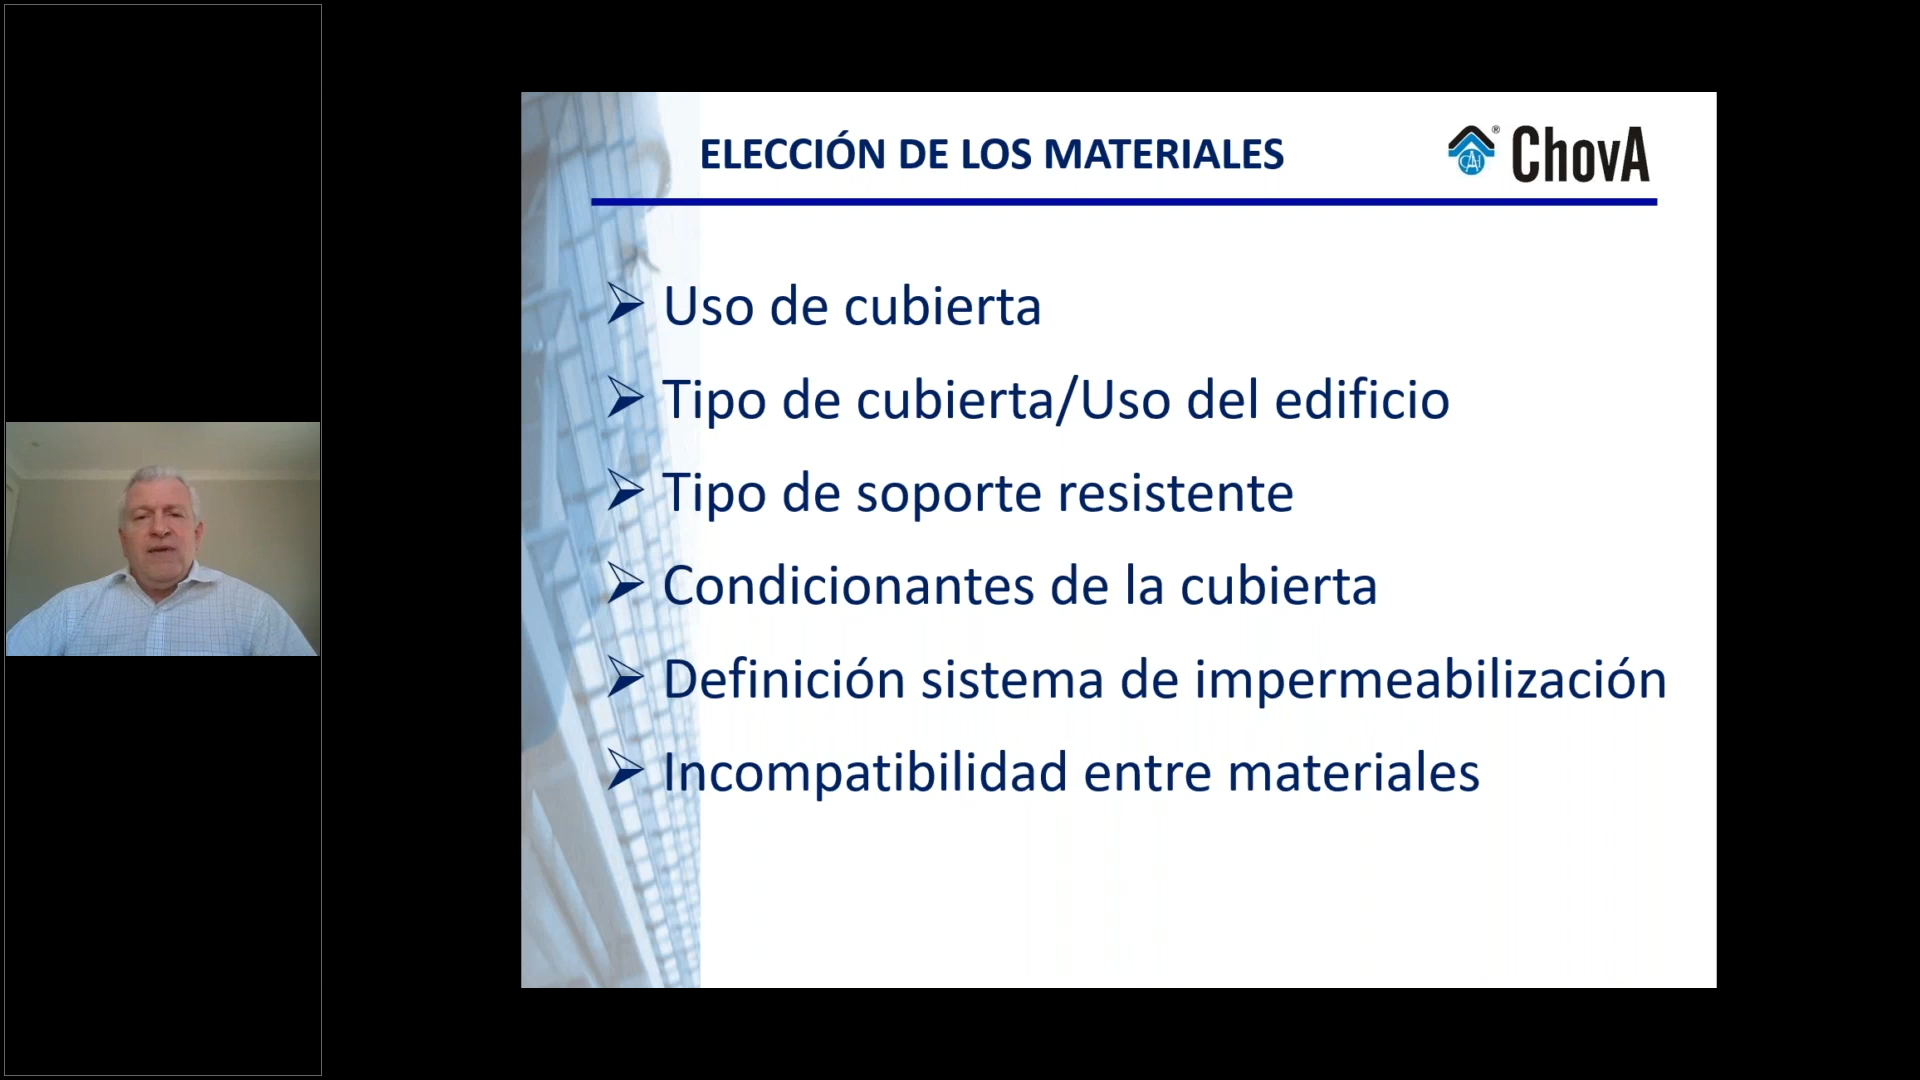 ELECCIÓN DE LOS MATERIALES
CAH
®
ChovA
Uso de cubierta
Tipo de cubierta/Uso del edificio
Tipo de soporte resistente
Condicionantes de la cubierta
Definición sistema de impermeabilización
Incompatibilidad entre materiales